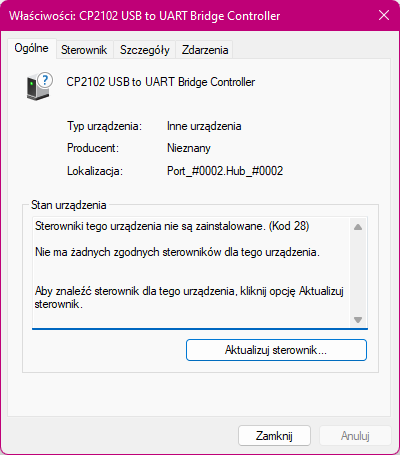 Właściwości: CP2102 USB to UART Bridge Controller
Ogólne Sterownik Szczegóły Zdarzenia
CP2102 USB to UART Bridge Controller
Typ urządzenia: Inne urządzenia
Producent: Nieznany
Lokalizacja: Port_#0002.Hub_#0002
Stan urządzenia
Sterowniki tego urządzenia nie są zainstalowane. (Kod 28)
Nie ma żadnych zgodnych sterowników dla tego urządzenia.
Aby znaleźć sterownik dla tego urządzenia, kliknij opcję Aktualizuj
sterownik.
Aktualizuj sterownik...
Zamknij Anuluj